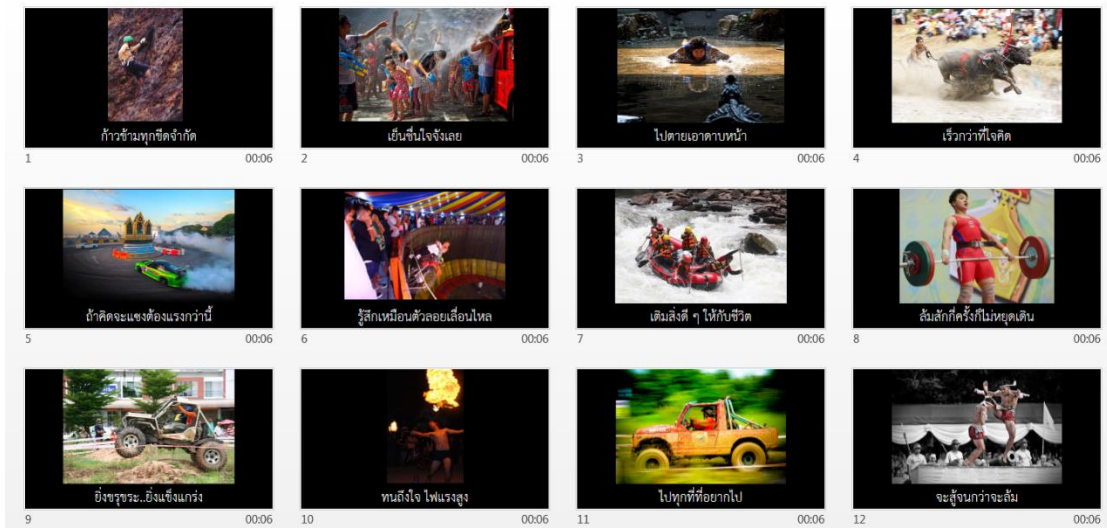 ก้าวข้ามทุกขีดจำกัด
1 00:06
เย็นชื่นใจจังเลย
2 00:06
ไปตายเอาดาบหน้า
3 00:06
เร็วกว่าที่ใจคิด
4 00:06
ถ้าคิดจะแซงต้องแรงกว่านี้
5 00:06
รู้สึกเหมือนตัวลอยเลื่อนไหล
6 00:06
เติมสิ่งดี ๆ ให้กับชีวิต
7 00:06
ล้มสักกี่ครั้งก็ไม่หยุดเดิน
8 00:06
ยิ่งขรุขระ..ยิ่งแข็งแกร่ง
9 00:06
ทนถึงใจ ไฟแรงสูง
10 00:06
ไปทุกที่ที่อยากไป
11 00:06
จะสู้จนกว่าจะล้ม
12 00:06